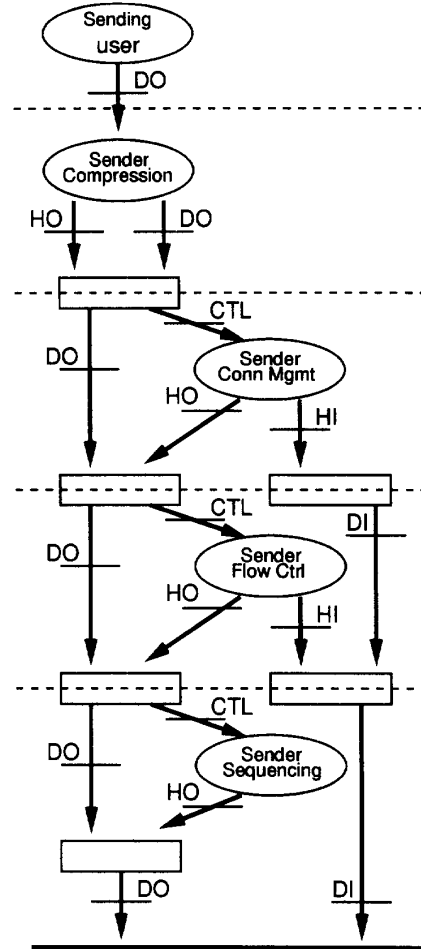 Sending
user
DO
Sender
Compression
HO
DO
CTL
DO
Sender
Conn Mgmt
HO
HI
CTL
DI
DO
Sender
Flow Ctrl
HO
HI
CTL
DO
Sender
Sequencing
HO
DO
DI